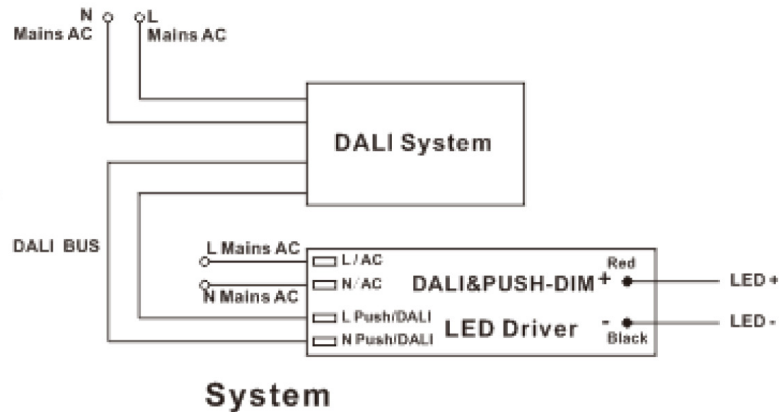 N
L
Mains AC
Mains AC
DALI System
DALI BUS
L Mains AC
N Mains AC
L / AC
N/AC
L Push/DALI
N Push/DALI
DALI&PUSH-DIM
LED Driver
Red
+
-
Black
LED +
LED -
System